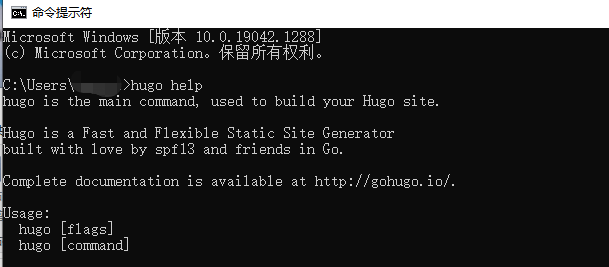 命令提示符
Microsoft Windows [版本 10.0.19042.1288]
(c) Microsoft Corporation。保留所有权利。
C:\Users\ >hugo help
hugo is the main command, used to build your Hugo site.
Hugo is a Fast and Flexible Static Site Generator
built with love by spf13 and friends in Go.
Complete documentation is available at http://gohugo.io/.
Usage:
hugo [flags]
hugo [command]